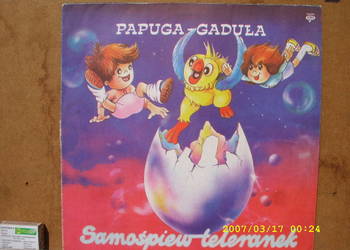 PAPUGA-GADUŁA
Samośpiew teleranek
2007/03/17 00:24